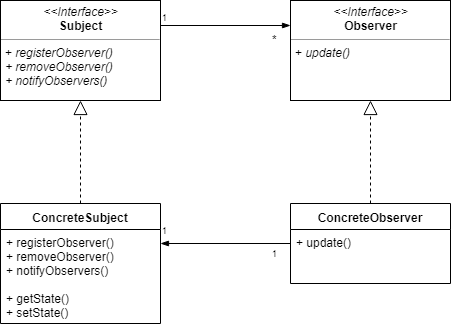 <<Interface>>
Subject
+ registerObserver()
+ removeObserver()
+ notifyObservers()
1
*
<<Interface>>
Observer
+ update()
ConcreteSubject
+ registerObserver()
+ removeObserver()
+ notifyObservers()
+ getState()
+ setState()
1
1
ConcreteObserver
+ update()